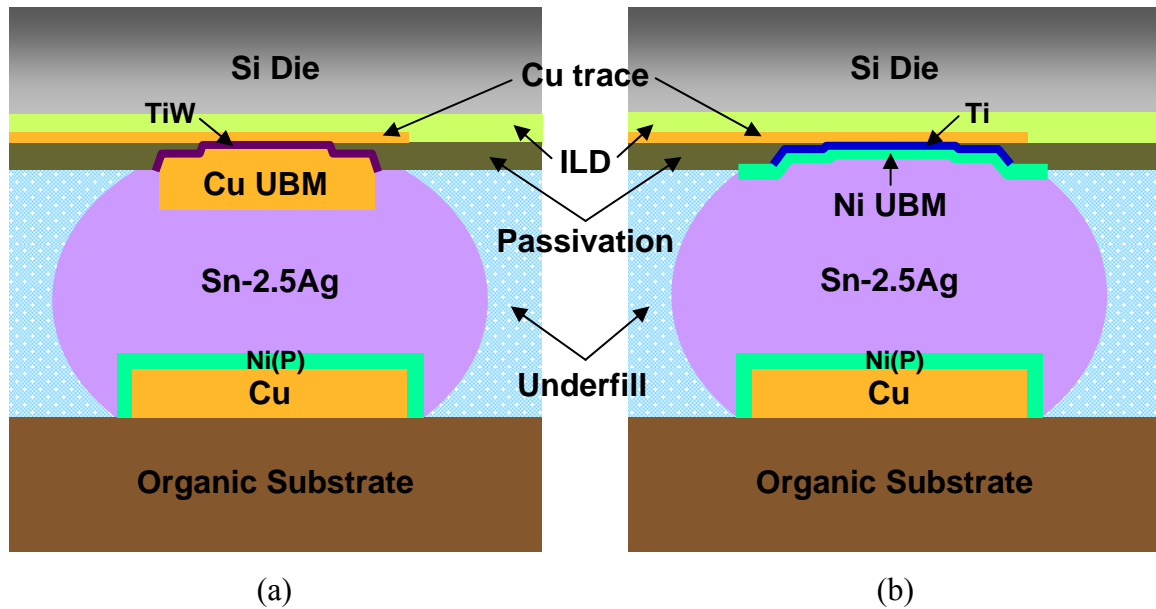 Si Die
Si Die
Cu trace
TiW
Ti
ILD
Cu UBM
Ni UBM
Passivation
Sn-2.5Ag
Sn-2.5Ag
Ni(P)
Ni(P)
Underfill
Cu
Cu
Organic Substrate
Organic Substrate
(a)
(b)